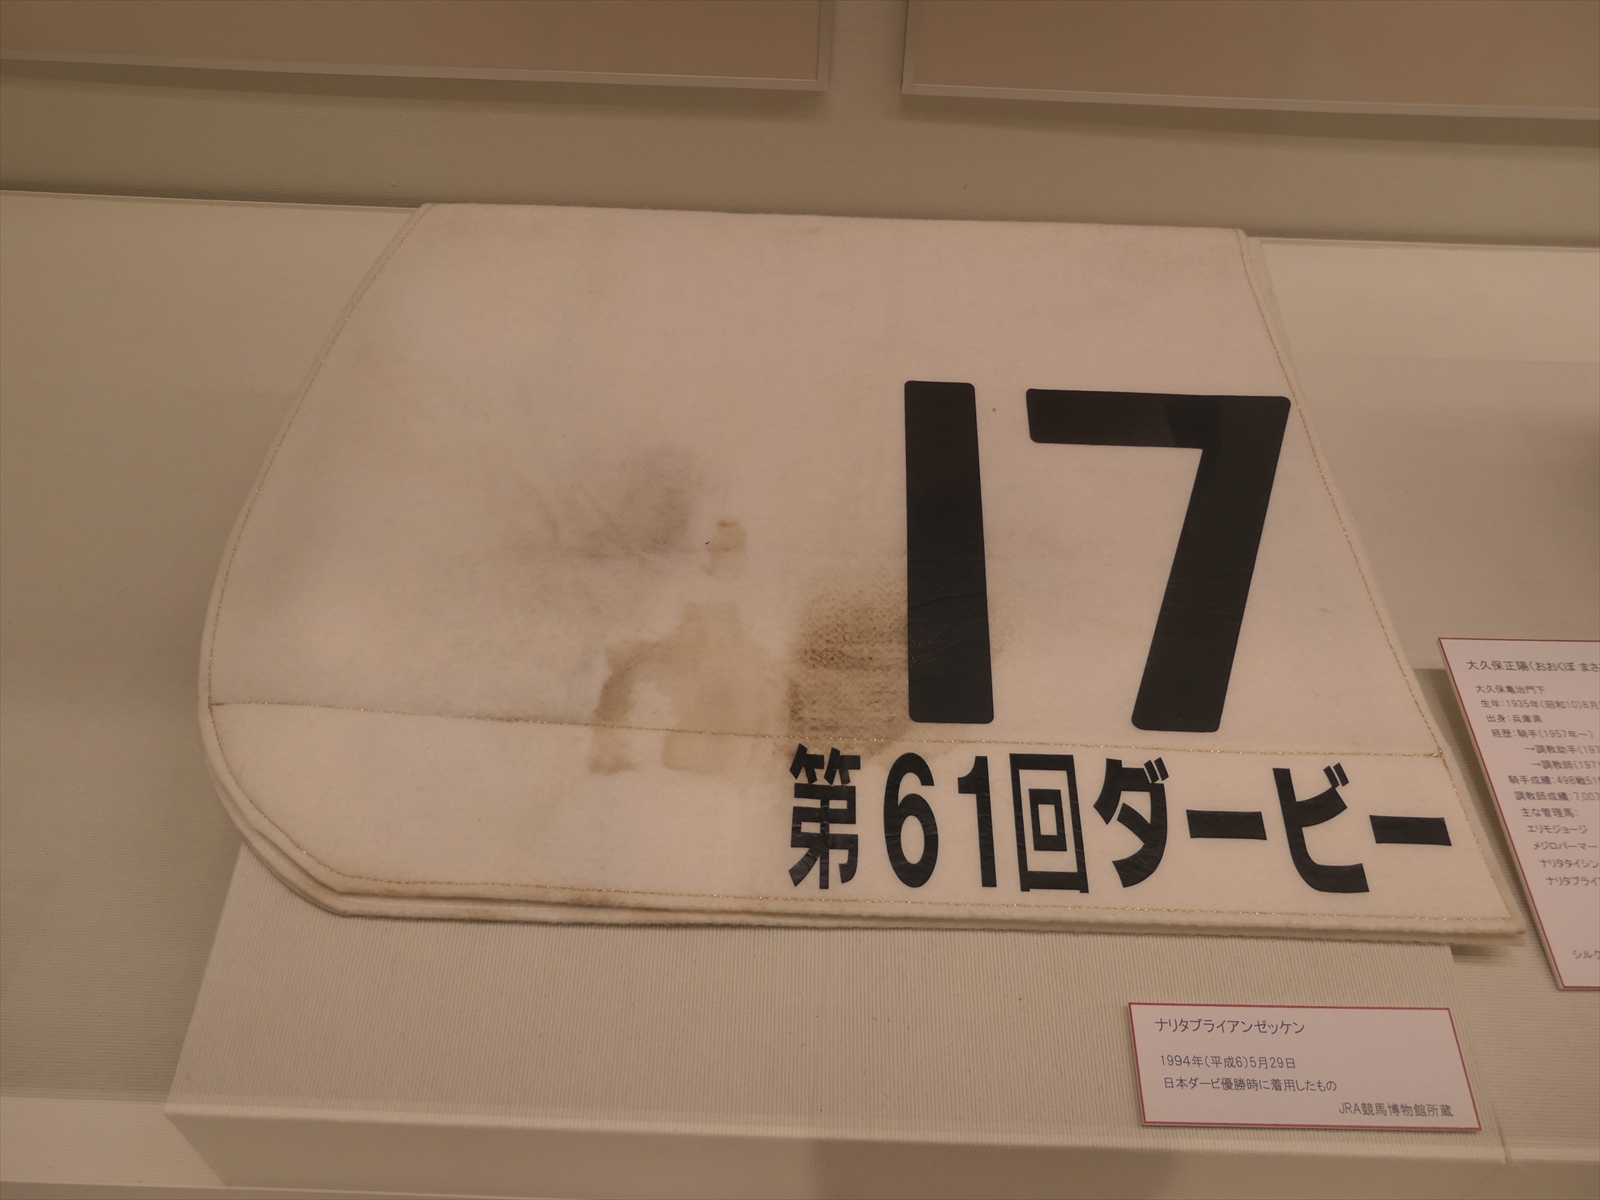 17
第61回ダービー
大久保正陽(おおくぼ まさ
大久保亀治門下
生年:1935年(昭和10)8月
出身:兵庫県
経歴:騎手(1957年～)
→調教助手(197
→調教師(1971
騎手成績:498戦51
調教師成績:7,007
主な管理馬:
エリモジョージ
メジロパーマー
ナリタタイシン
ナリタブライ
シルク
ナリタブライアンゼッケン
1994年(平成6)5月29日
日本ダービ優勝時に着用したもの
JRA競馬博物館所蔵